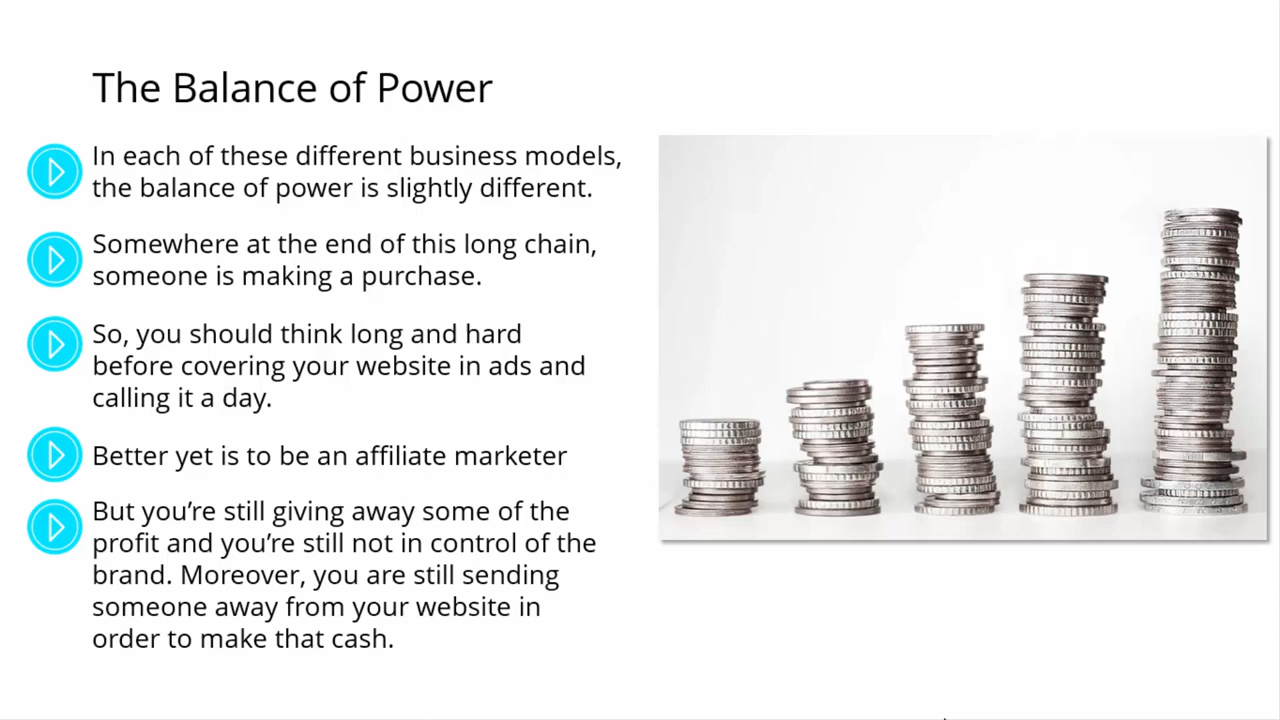 The Balance of Power
In each of these different business models,
the balance of power is slightly different.
Somewhere at the end of this long chain,
someone is making a purchase.
So, you should think long and hard
before covering your website in ads and
calling it a day.
Better yet is to be an affiliate marketer
But you’re still giving away some of the
profit and you’re still not in control of the
brand. Moreover, you are still sending
someone away from your website in
order to make that cash.